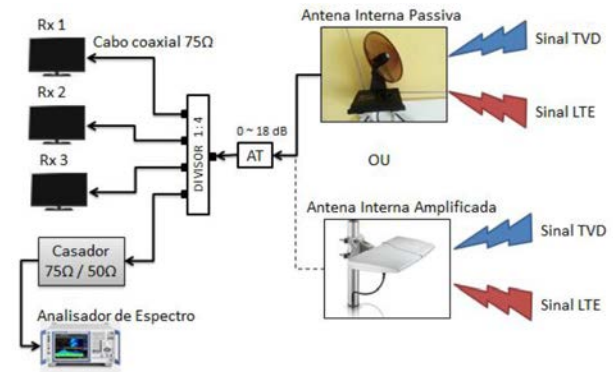 Antena Interna Passiva
Rx 1
Cabo coaxial 75Ω
Sinal TVD
Rx 2
Sinal LTE
0 ~ 18 dB
DIVISOR 1:4
AT
OU
Rx 3
Antena Interna Amplificada
Sinal TVD
Casador
75Ω / 50Ω
Sinal LTE
Analisador de Espectro